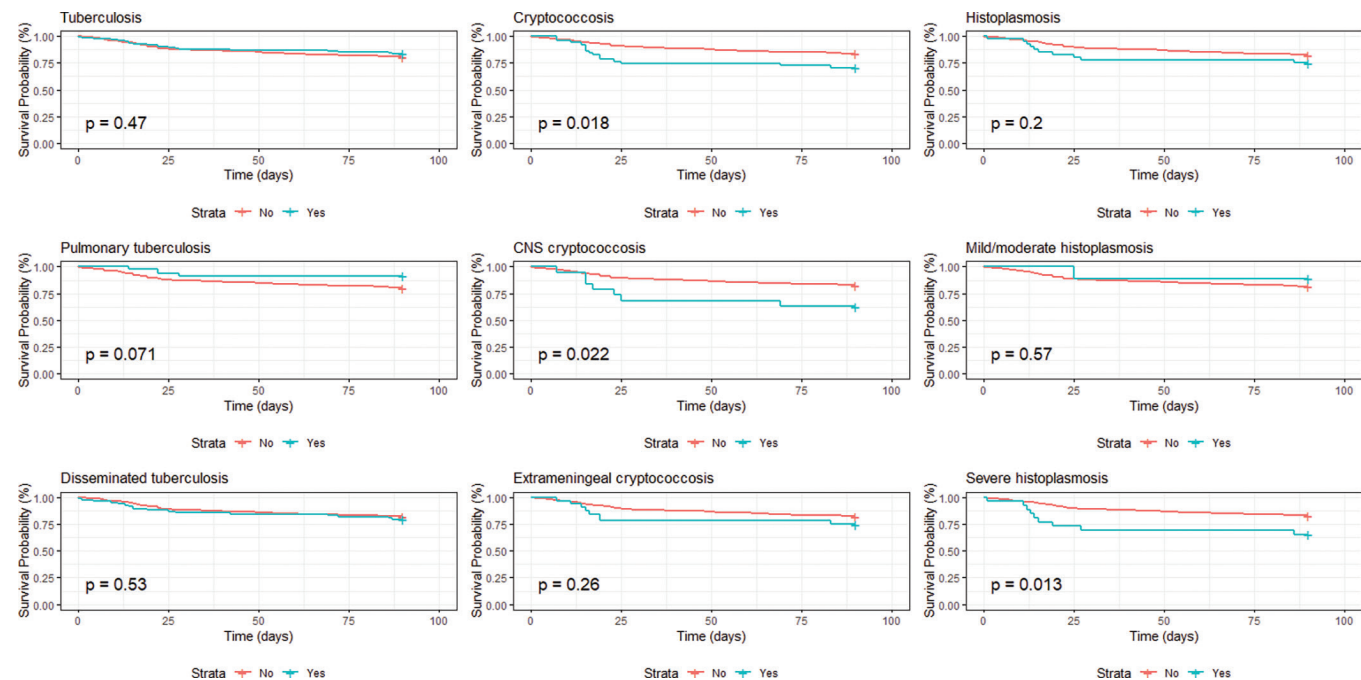 Tuberculosis
Survival Probability (%)
1.00
0.75
0.50
0.25
0.00
p = 0.47
0 25 50 75 100
Time (days)
Strata No Yes
Cryptococcosis
Survival Probability (%)
1.00
0.75
0.50
0.25
0.00
p = 0.018
0 25 50 75 100
Time (days)
Strata No Yes
Histoplasmosis
Survival Probability (%)
1.00
0.75
0.50
0.25
0.00
p = 0.2
0 25 50 75 100
Time (days)
Strata No Yes
Pulmonary tuberculosis
Survival Probability (%)
1.00
0.75
0.50
0.25
0.00
p = 0.071
0 25 50 75 100
Time (days)
Strata No Yes
CNS cryptococcosis
Survival Probability (%)
1.00
0.75
0.50
0.25
0.00
p = 0.022
0 25 50 75 100
Time (days)
Strata No Yes
Mild/moderate histoplasmosis
Survival Probability (%)
1.00
0.75
0.50
0.25
0.00
p = 0.57
0 25 50 75 100
Time (days)
Strata No Yes
Disseminated tuberculosis
Survival Probability (%)
1.00
0.75
0.50
0.25
0.00
p = 0.53
0 25 50 75 100
Time (days)
Strata No Yes
Extrameningeal cryptococcosis
Survival Probability (%)
1.00
0.75
0.50
0.25
0.00
p = 0.26
0 25 50 75 100
Time (days)
Strata No Yes
Severe histoplasmosis
Survival Probability (%)
1.00
0.75
0.50
0.25
0.00
p = 0.013
0 25 50 75 100
Time (days)
Strata No Yes